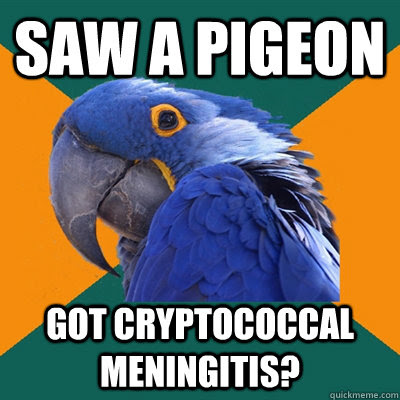 SAW A PIGEON
GOT CRYPTOCOCCAL
MENINGITIS?
quickmeme.com